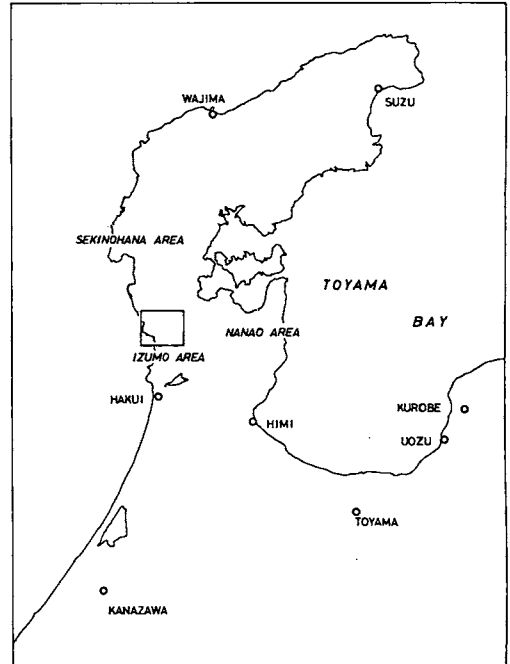 WAJIMA
SUZU
SEKINOHANA AREA
TOYAMA
BAY
NANAO AREA
IZUMO AREA
HAKUI
KUROBE
HIMI
UOZU
TOYAMA
KANAZAWA